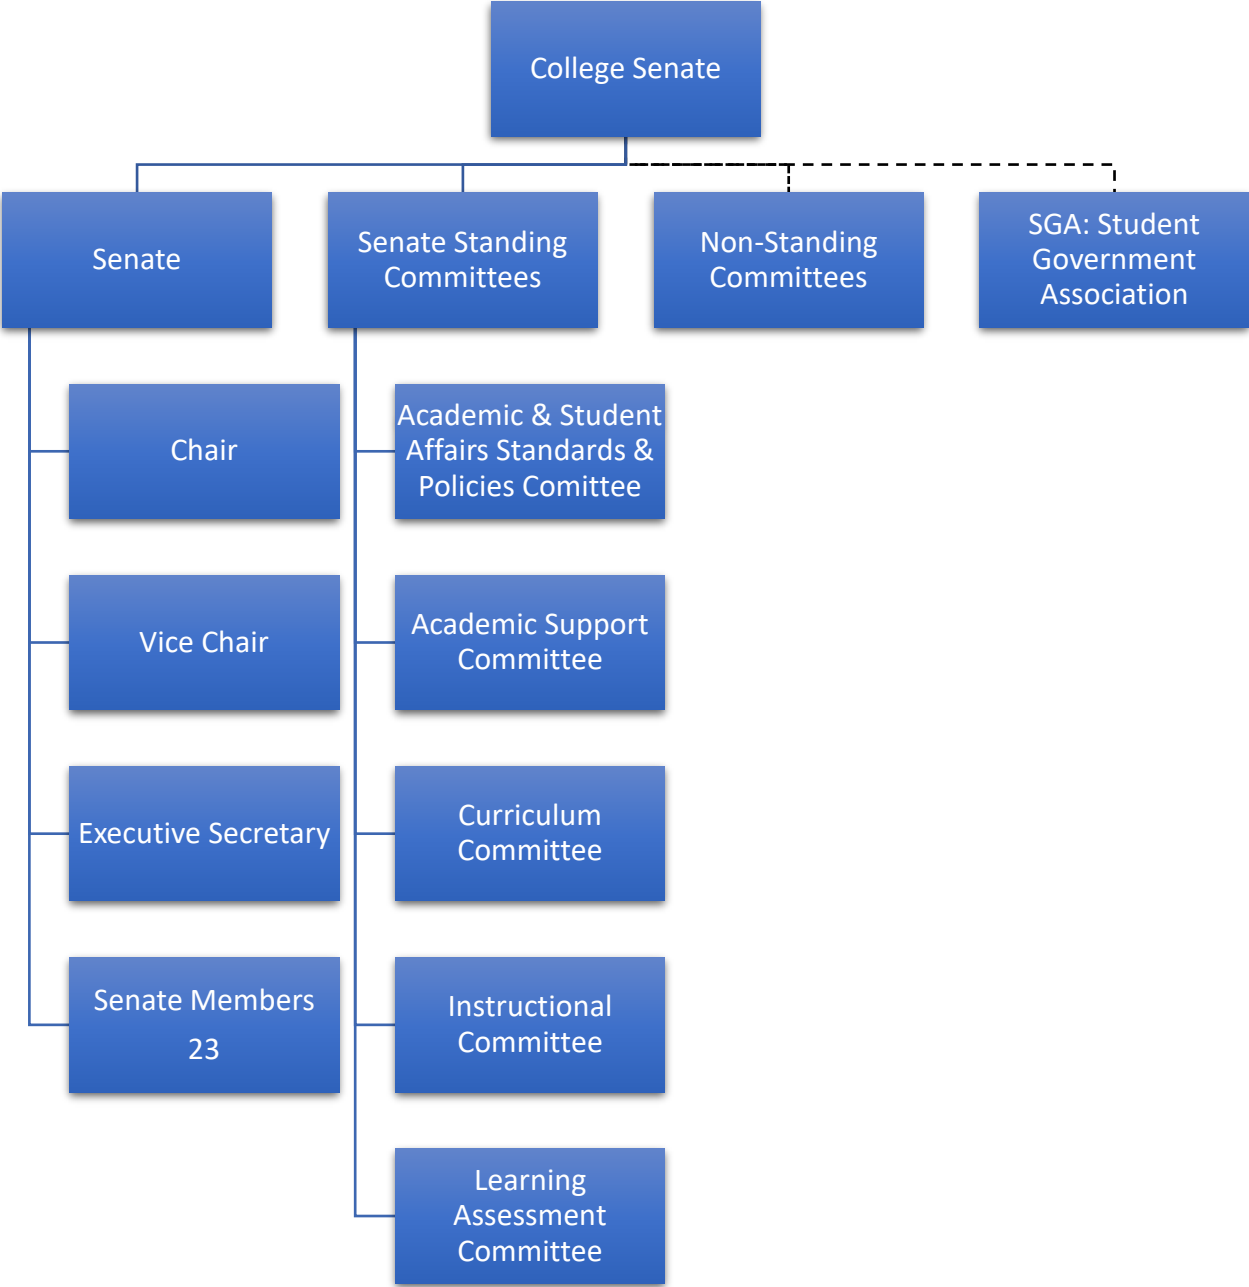 College Senate
Senate
Senate Standing
Committees
Non-Standing
Committees
SGA: Student
Government
Association
Chair
Vice Chair
Executive Secretary
Senate Members
23
Academic & Student
Affairs Standards &
Policies Comittee
Academic Support
Committee
Curriculum
Committee
Instructional
Committee
Learning
Assessment
Committee